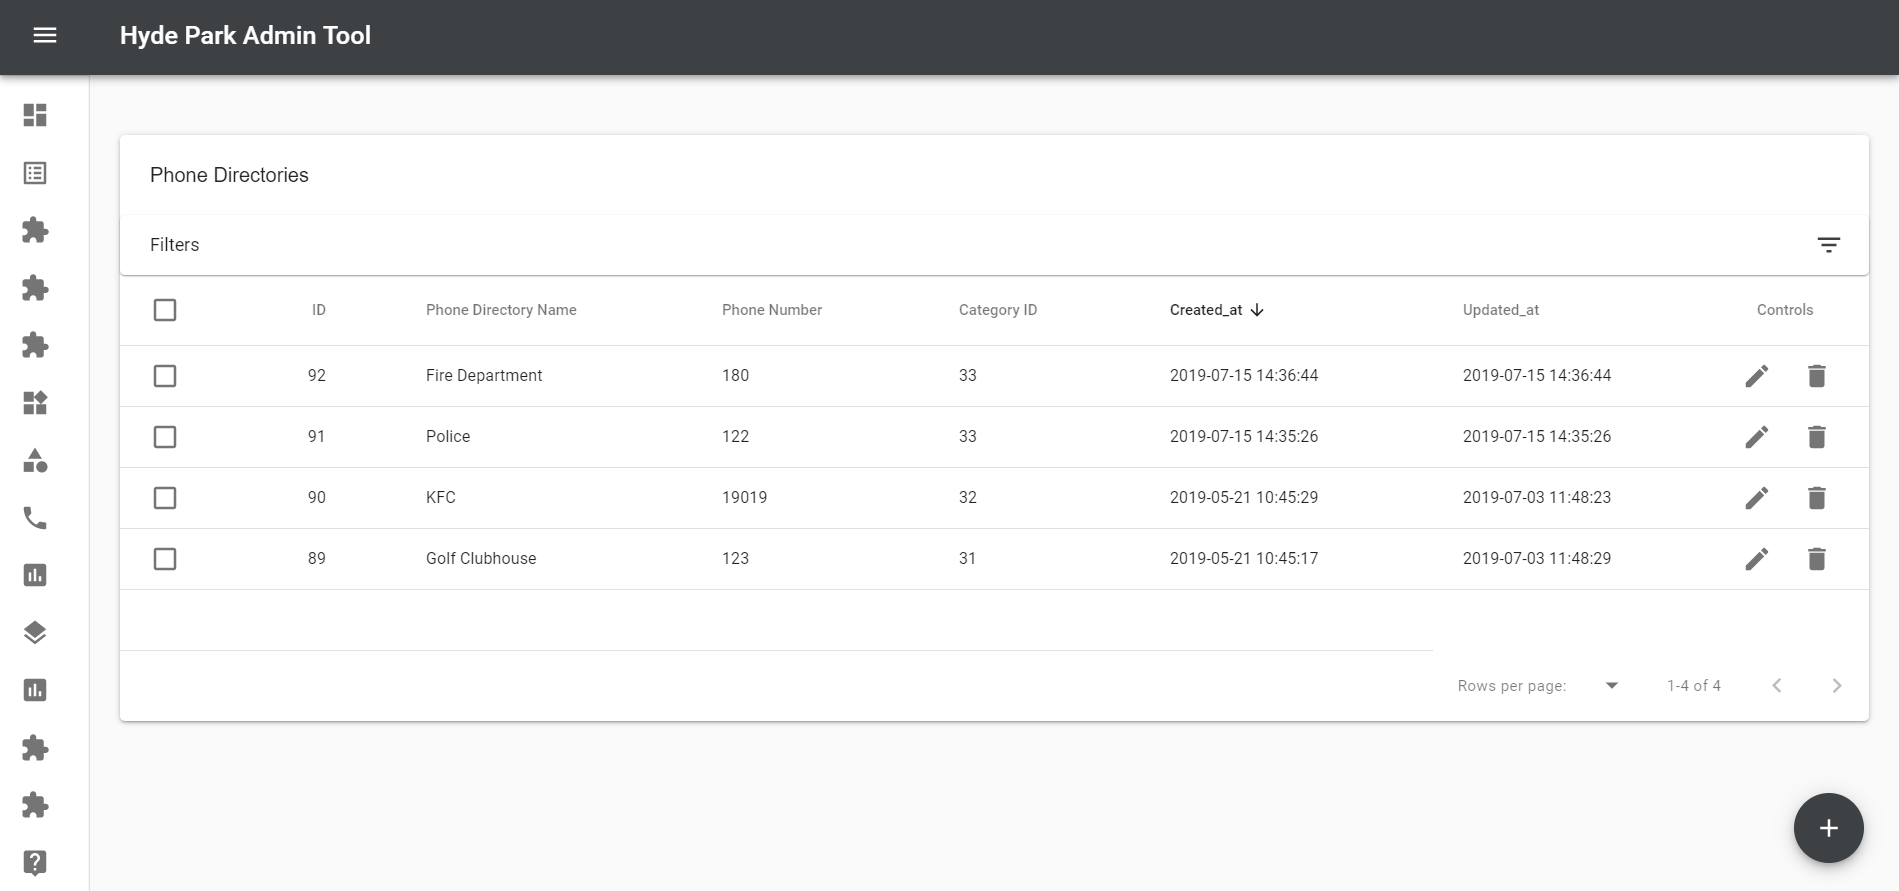 Hyde Park Admin Tool
Phone Directories
Filters
ID Phone Directory Name Phone Number Category ID Created_at Updated_at Controls
92 Fire Department 180 33 2019-07-15 14:36:44 2019-07-15 14:36:44
91 Police 122 33 2019-07-15 14:35:26 2019-07-15 14:35:26
90 KFC 19019 32 2019-05-21 10:45:29 2019-07-03 11:48:23
89 Golf Clubhouse 123 31 2019-05-21 10:45:17 2019-07-03 11:48:29
Rows per page: 1-4 of 4